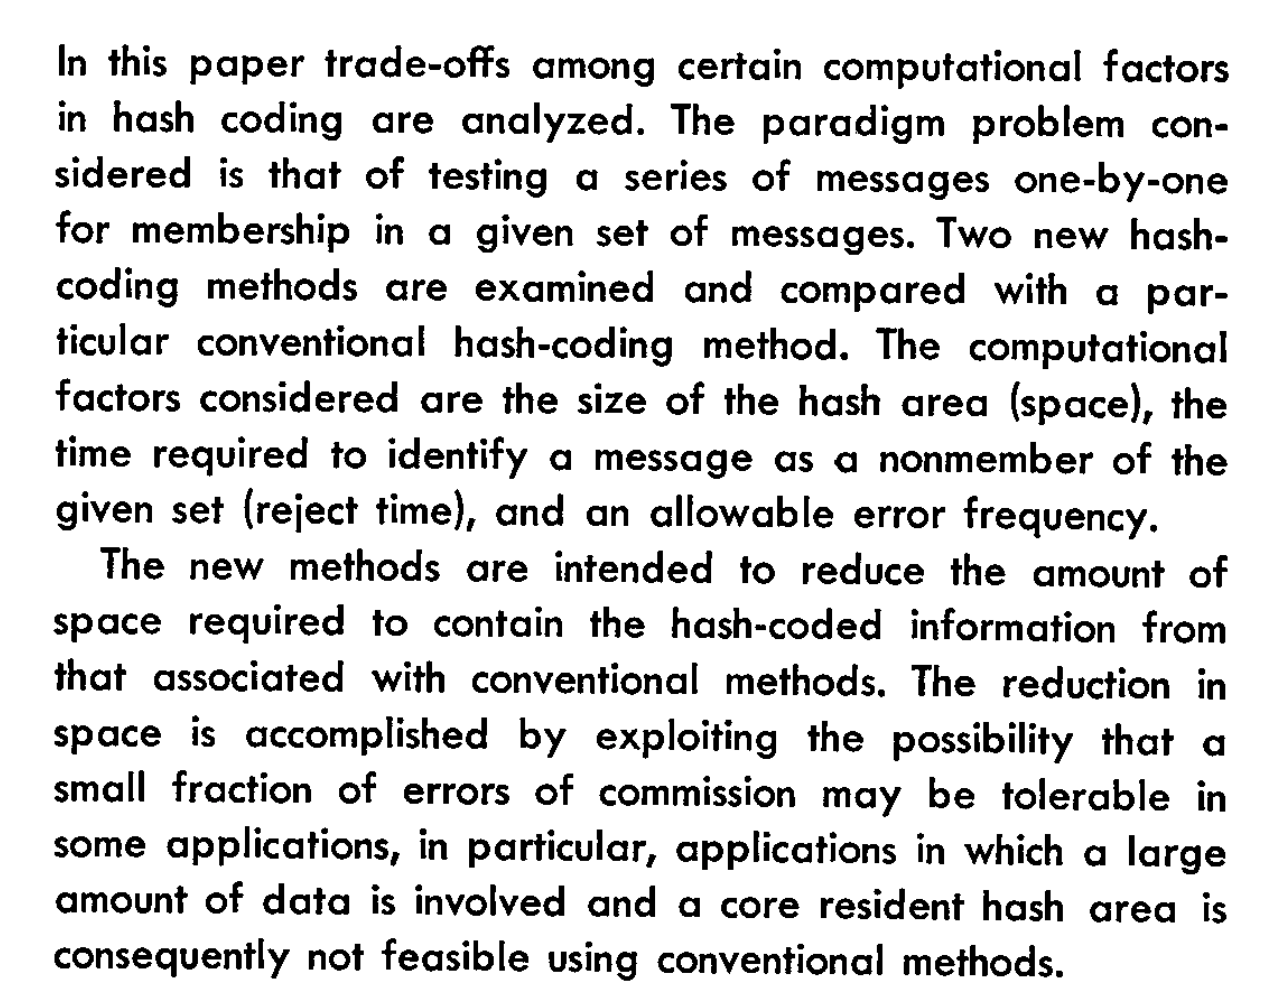 In this paper trade-offs among certain computational factors
in hash coding are analyzed. The paradigm problem con-
sidered is that of testing a series of messages one-by-one
for membership in a given set of messages. Two new hash-
coding methods are examined and compared with a par-
ticular conventional hash-coding method. The computational
factors considered are the size of the hash area (space), the
time required to identify a message as a nonmember of the
given set (reject time), and an allowable error frequency.
The new methods are intended to reduce the amount of
space required to contain the hash-coded information from
that associated with conventional methods. The reduction in
space is accomplished by exploiting the possibility that a
small fraction of errors of commission may be tolerable in
some applications, in particular, applications in which a large
amount of data is involved and a core resident hash area is
consequently not feasible using conventional methods.